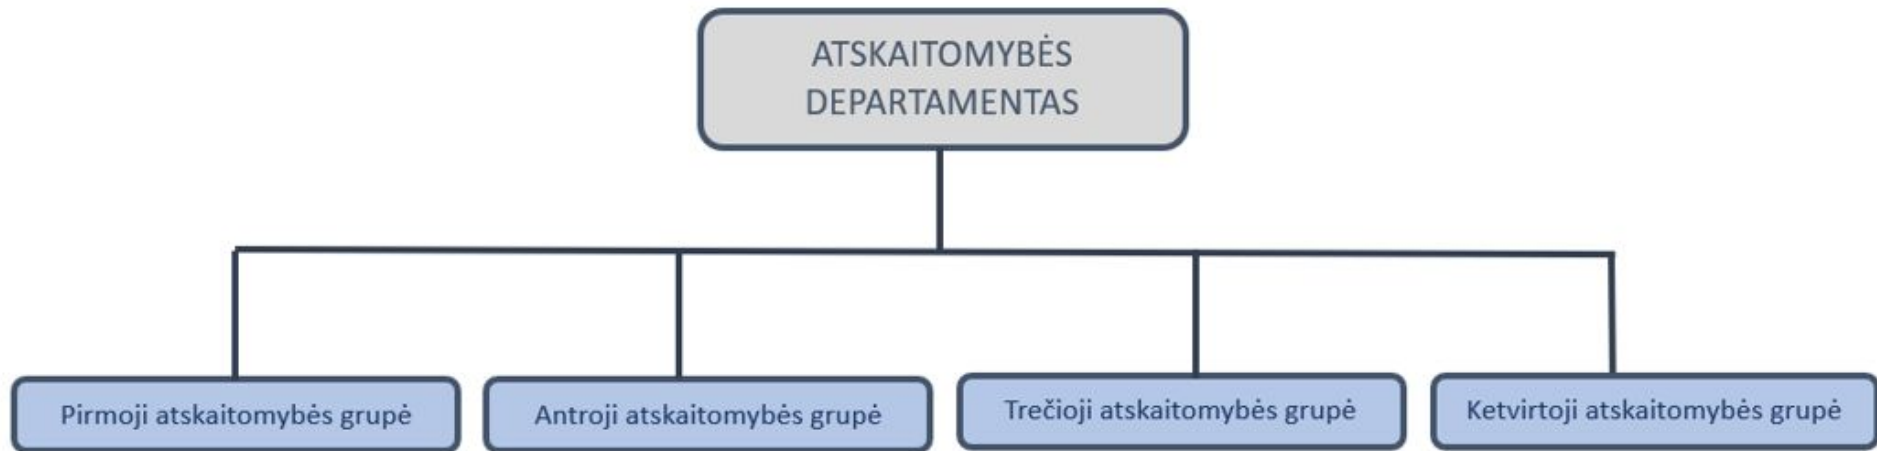 ATSKAITOMYBĖS
DEPARTAMENTAS
Pirmoji atskaitomybės grupė
Antroji atskaitomybės grupė
Trečioji atskaitomybės grupė
Ketvirtoji atskaitomybės grupė